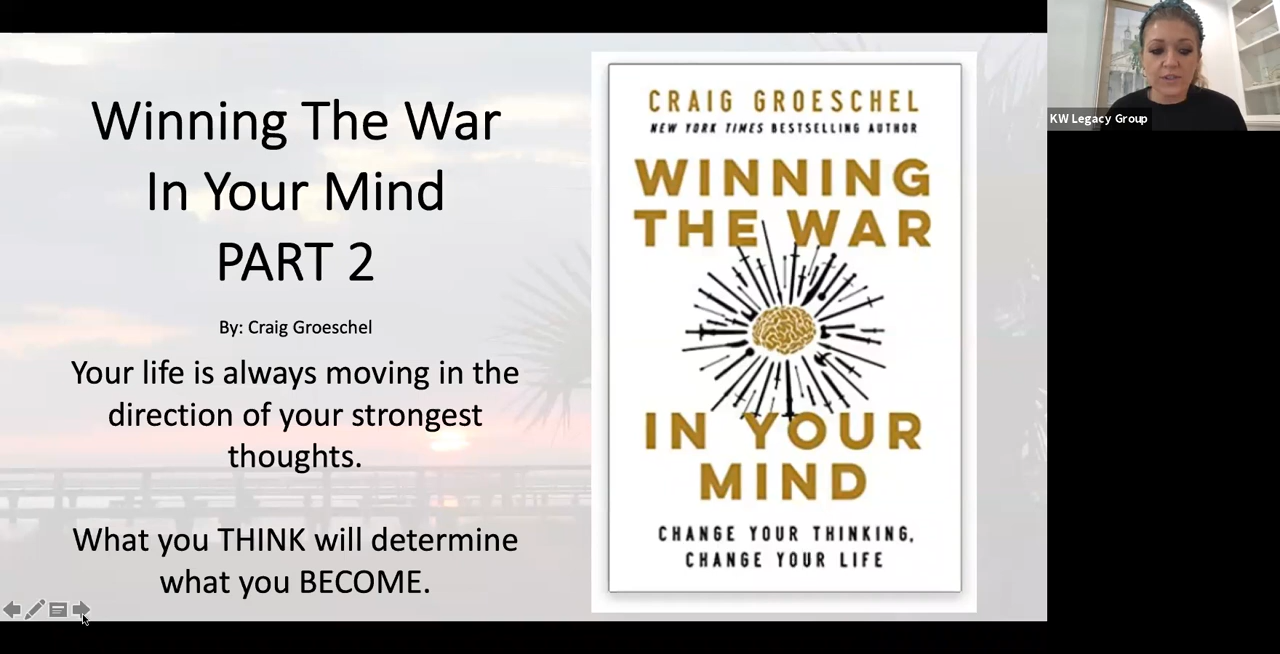 Winning The War
In Your Mind
PART 2
By: Craig Groeschel
Your life is always moving in the
direction of your strongest
thoughts.
What you THINK will determine
what you BECOME.
CRAIG GROESCHEL
NEW YORK TIMES BESTSELLING AUTHOR
WINNING
THE WAR
IN YOUR
MIND
CHANGE YOUR THINKING,
CHANGE YOUR LIFE
KW Legacy Group